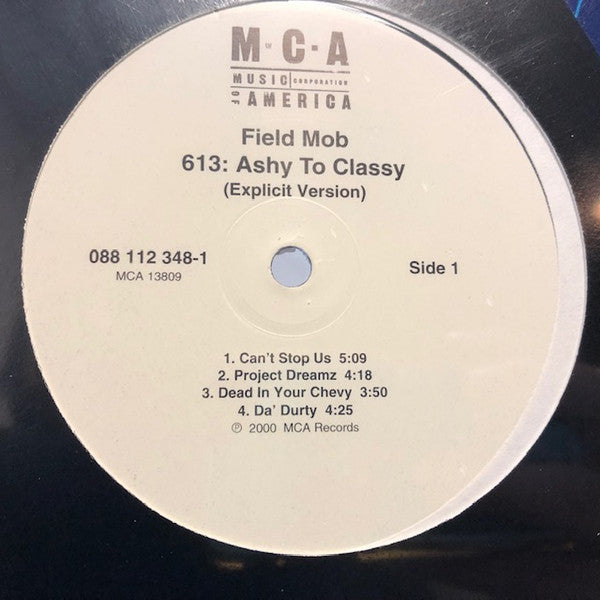 M·C·A
MUSIC CORPORATION
OF AMERICA
Field Mob
613: Ashy To Classy
(Explicit Version)
088 112 348-1
MCA 13809
Side 1
1. Can't Stop Us 5:09
2. Project Dreamz 4:18
3. Dead In Your Chevy 3:50
4. Da' Durty 4:25
℗ 2000 MCA Records